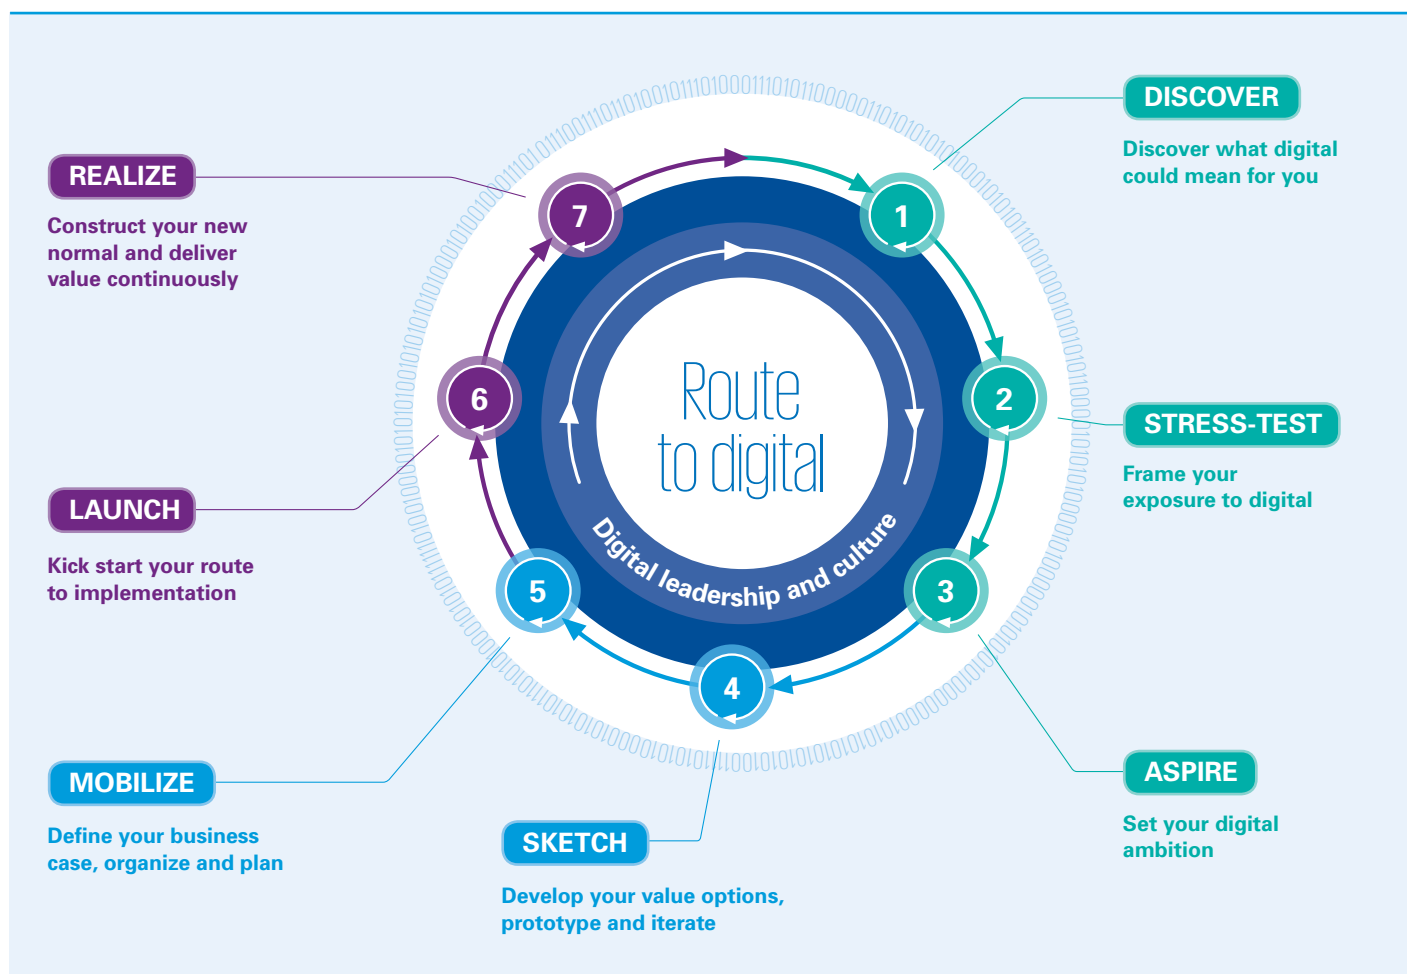 DISCOVER
Discover what digital
could mean for you
STRESS-TEST
Frame your
exposure to digital
ASPIRE
Set your digital
ambition
SKETCH
Develop your value options,
prototype and iterate
MOBILIZE
Define your business
case, organize and plan
LAUNCH
Kick start your route
to implementation
REALIZE
Construct your new
normal and deliver
value continuously
1
2
3
4
5
6
7
Route
to digital
Digital leadership and culture